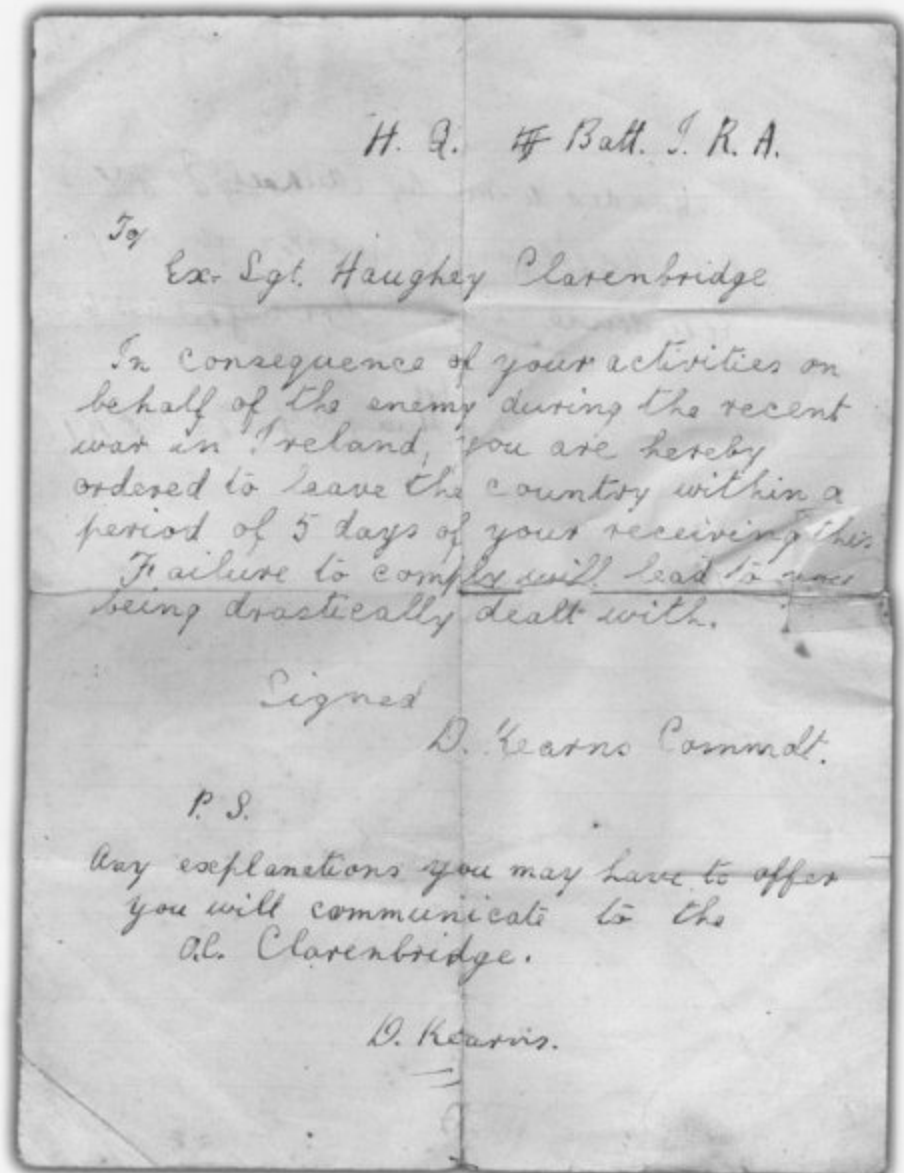 H. Q. Batt. I. R. A.
To
Ex- Sgt. Haughey Clarenbridge
In consequence of your activities on
behalf of the enemy during the recent
war in Ireland, you are hereby
ordered to leave the country within a
period of 5 days of your receiving this
Failure to comply will lead to your
being drastically dealt with.
Signed
D. Kearns Commdt.
P. S.
Any explanations you may have to offer
you will communicate to the
O.C. Clarenbridge.
D. Kearns.